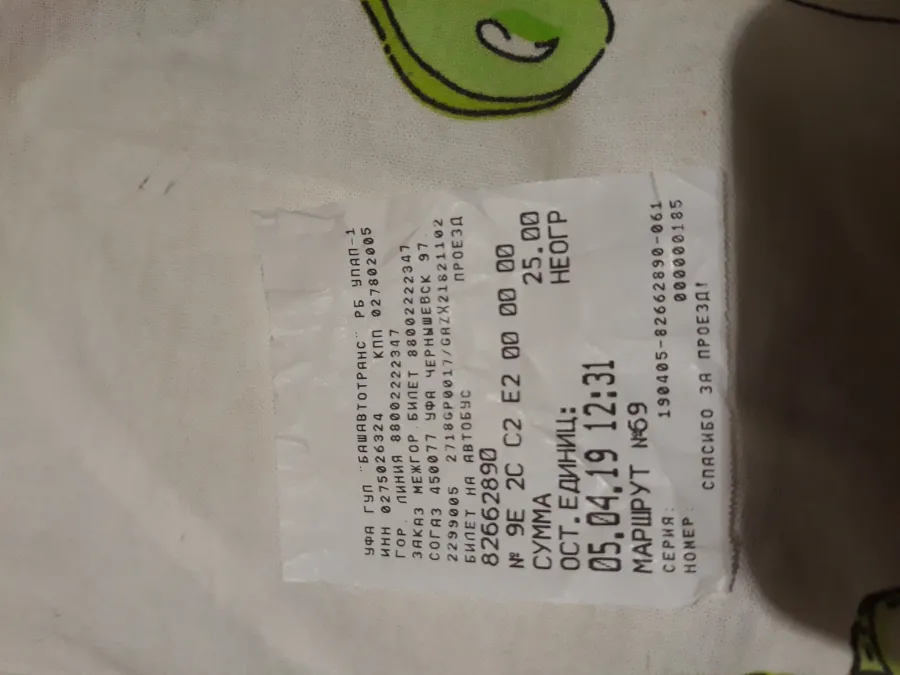 УФА ГУП "БАШАВТОТРАНС" РБ УПАП-1
ИНН 0275026324 КПП 027802005
ГОР. ЛИНИЯ 88002222347
ЗАКАЗ МЕЖГОР.БИЛЕТ 88002222347
СОГАЗ 450077 УФА ЧЕРНЫШЕВСК 97
2299005 2718GP0017/GAZX21821102
БИЛЕТ НА АВТОБУС ПРОЕЗД
82662890
№ 9E 2C C2 E2 00 00 00 00
СУММА 25.00
ОСТ.ЕДИНИЦ: НЕОГР
05.04.19 12:31
МАРШРУТ №69
СЕРИЯ: 190405-82662890-061
НОМЕР 000000185
СПАСИБО ЗА ПРОЕЗД!